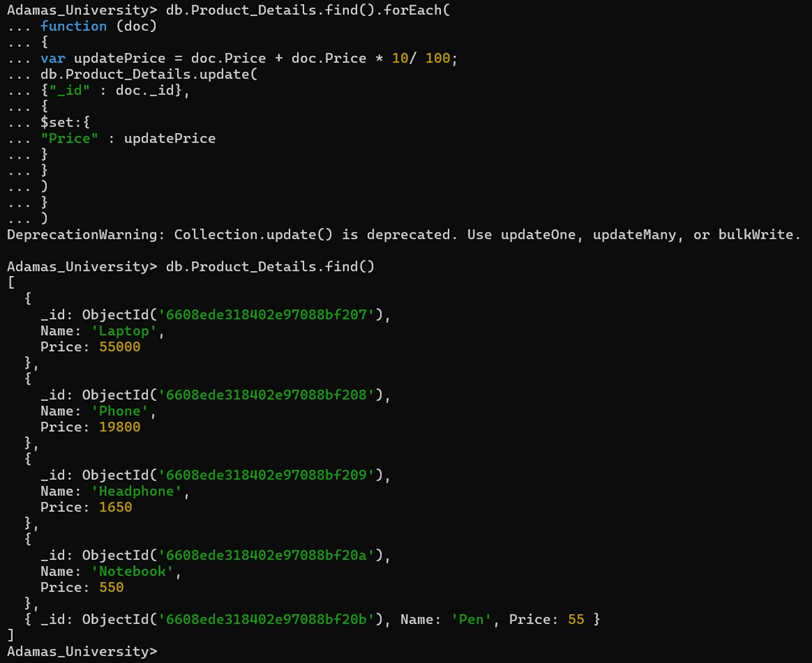 Adamas_University> db.Product_Details.find().forEach(
... function (doc)
... {
... var updatePrice = doc.Price + doc.Price * 10/ 100;
... db.Product_Details.update(
... {"_id" : doc._id},
... {
... $set:{
... "Price" : updatePrice
... }
... }
... )
... }
... )
DeprecationWarning: Collection.update() is deprecated. Use updateOne, updateMany, or bulkWrite.
Adamas_University> db.Product_Details.find()
[
  {
    _id: ObjectId('6608ede318402e97088bf207'),
    Name: 'Laptop',
    Price: 55000
  },
  {
    _id: ObjectId('6608ede318402e97088bf208'),
    Name: 'Phone',
    Price: 19800
  },
  {
    _id: ObjectId('6608ede318402e97088bf209'),
    Name: 'Headphone',
    Price: 1650
  },
  {
    _id: ObjectId('6608ede318402e97088bf20a'),
    Name: 'Notebook',
    Price: 550
  },
  { _id: ObjectId('6608ede318402e97088bf20b'), Name: 'Pen', Price: 55 }
]
Adamas_University>